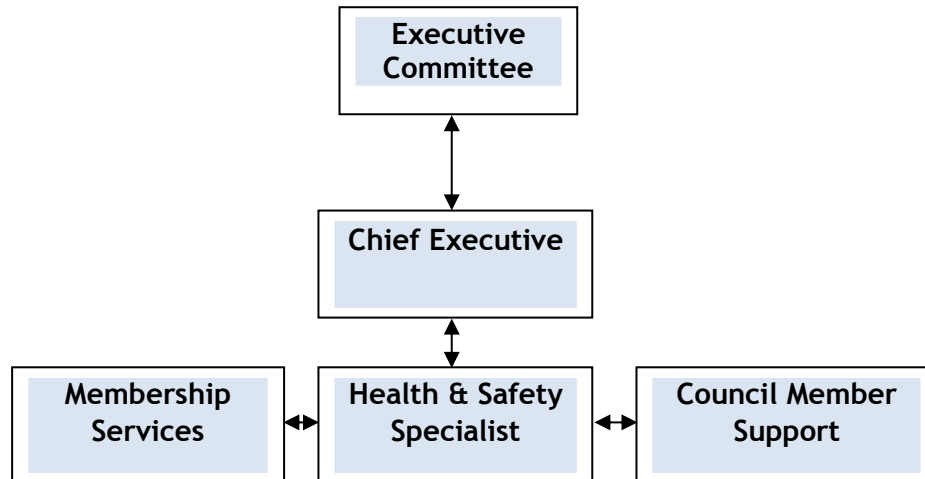 Executive
Committee
Chief Executive
Membership
Services
Health & Safety
Specialist
Council Member
Support